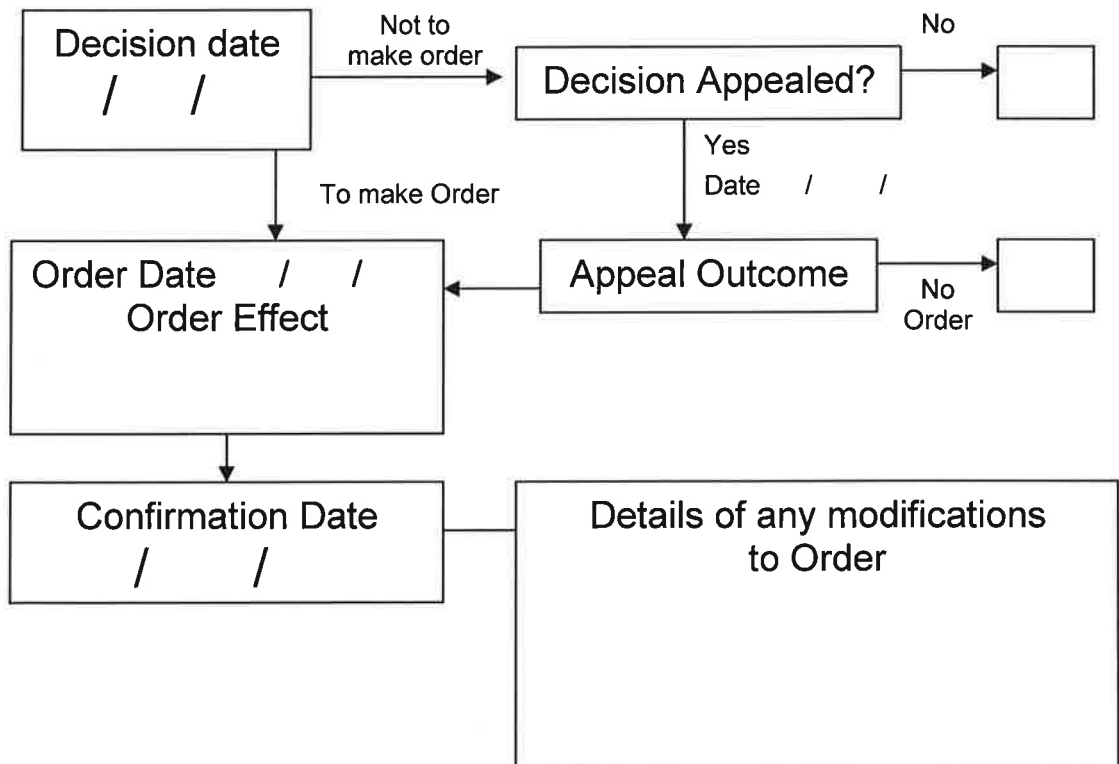 Decision date
/ /
Not to
make order
Decision Appealed?
No
Yes
Date / /
To make Order
Order Date / /
Order Effect
Appeal Outcome
No
Order
Confirmation Date
/ /
Details of any modifications
to Order